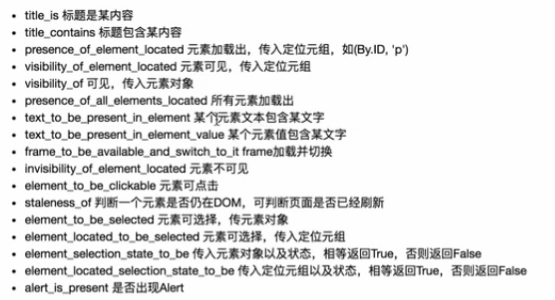 • title_is 标题是某内容
• title_contains 标题包含某内容
• presence_of_element_located 元素加载出，传入定位元组，如(By.ID, 'p')
• visibility_of_element_located 元素可见，传入定位元组
• visibility_of 可见，传入元素对象
• presence_of_all_elements_located 所有元素加载出
• text_to_be_present_in_element 某个元素文本包含某文字
• text_to_be_present_in_element_value 某个元素值包含某文字
• frame_to_be_available_and_switch_to_it frame加载并切换
• invisibility_of_element_located 元素不可见
• element_to_be_clickable 元素可点击
• staleness_of 判断一个元素是否仍在DOM，可判断页面是否已经刷新
• element_to_be_selected 元素可选择，传元素对象
• element_located_to_be_selected 元素可选择，传入定位元组
• element_selection_state_to_be 传入元素对象以及状态，相等返回True，否则返回False
• element_located_selection_state_to_be 传入定位元组以及状态，相等返回True，否则返回False
• alert_is_present 是否出现Alert